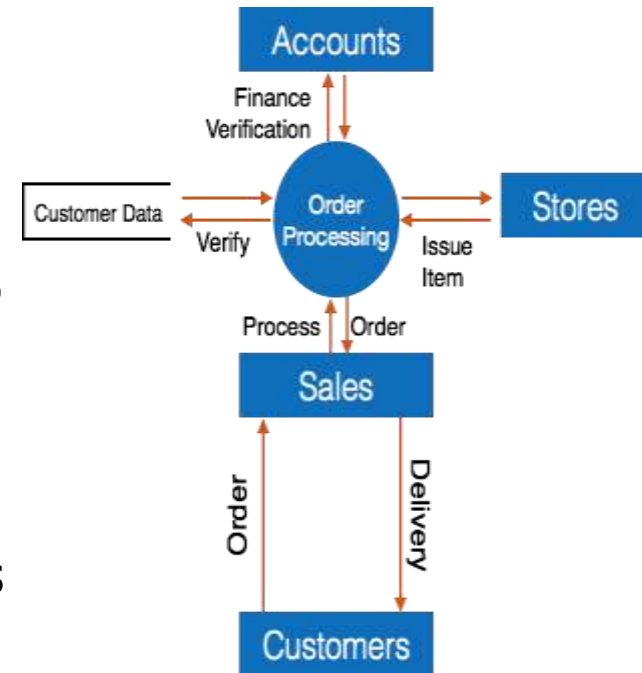 Accounts
Finance
Verification
Customer Data
Order
Processing
Stores
Verify
Issue
Item
Process
Order
Sales
Order
Delivery
Customers